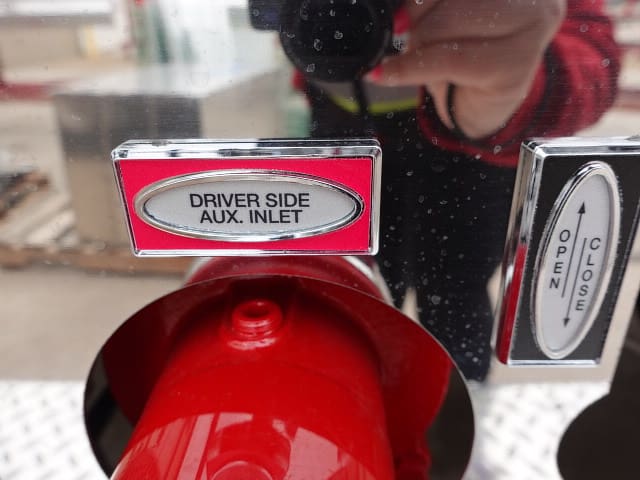 DRIVER SIDE
AUX. INLET
OPEN
CLOSE